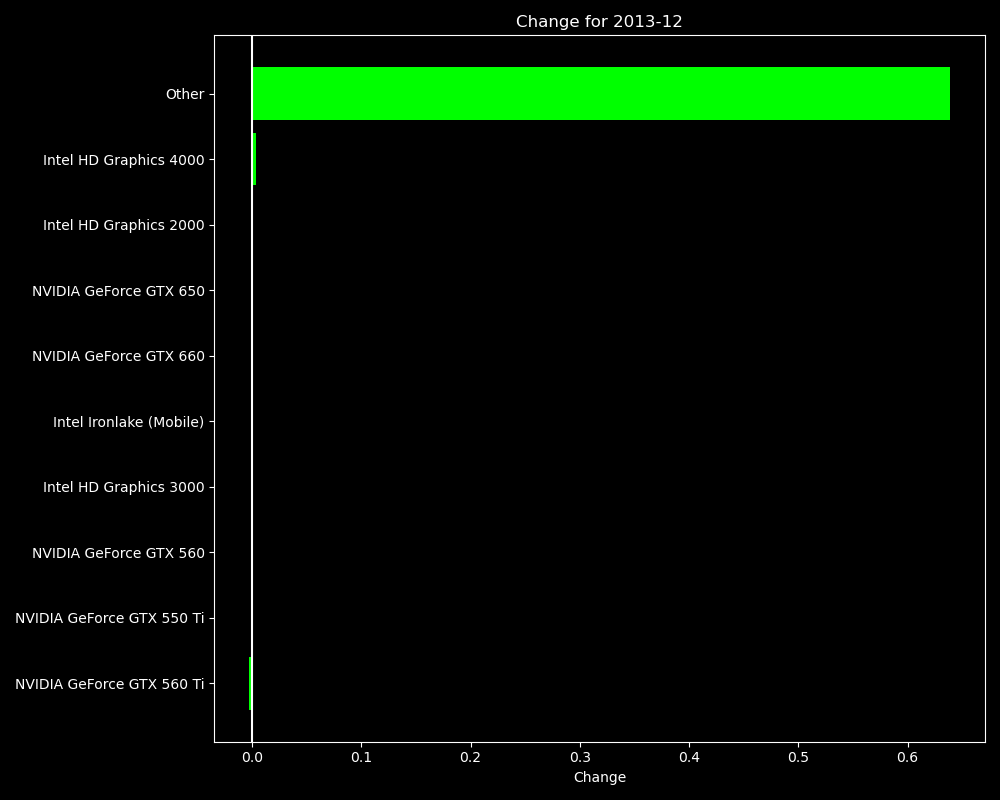 Change for 2013-12
Other
Intel HD Graphics 4000
Intel HD Graphics 2000
NVIDIA GeForce GTX 650
NVIDIA GeForce GTX 660
Intel Ironlake (Mobile)
Intel HD Graphics 3000
NVIDIA GeForce GTX 560
NVIDIA GeForce GTX 550 Ti
NVIDIA GeForce GTX 560 Ti
0.0 0.1 0.2 0.3 0.4 0.5 0.6
Change